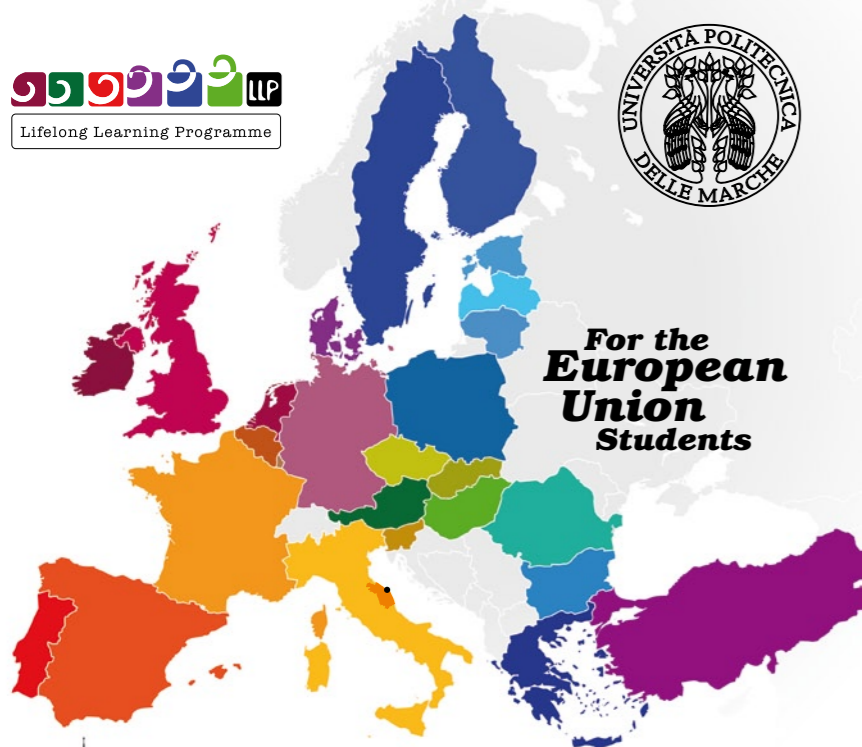 LLP
Lifelong Learning Programme
UNIVERSITÀ POLITECNICA
DELLE MARCHE
For the
European
Union
Students